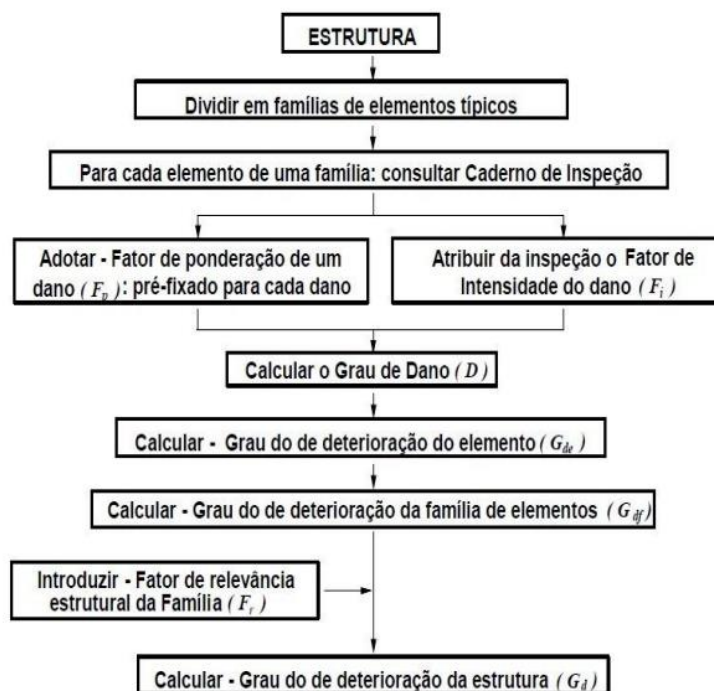 ESTRUTURA
Dividir em famílias de elementos típicos
Para cada elemento de uma família: consultar Caderno de Inspeção
Adotar - Fator de ponderação de um
dano (Fp): pré-fixado para cada dano
Atribuir da inspeção o Fator de
Intensidade do dano (Fi)
Calcular o Grau de Dano (D)
Calcular - Grau do de deterioração do elemento (Gde)
Calcular - Grau do de deterioração da família de elementos (Gdf)
Introduzir - Fator de relevância
estrutural da Família (Fr)
Calcular - Grau do de deterioração da estrutura (Gd)